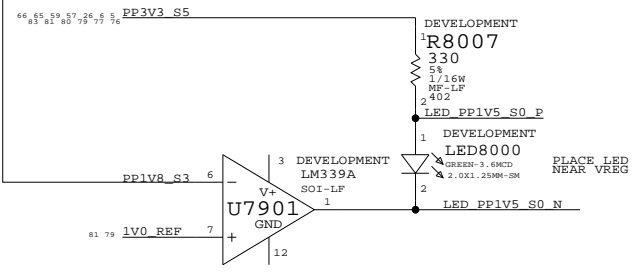 66 65 59 57 26 6 5
83 81 80 79 77 76
PP3V3_S5
DEVELOPMENT
1
R8007
330
5%
1/16W
MF-LF
402
2
LED_PP1V5_S0_P
1
DEVELOPMENT
LED8000
GREEN-3.6MCD
2.0X1.25MM-SM
2
PLACE LED
NEAR VREG
3
DEVELOPMENT
LM339A
SOI-LF
PP1V8_S3
6
V+
U7901
GND
1
LED_PP1V5_S0_N
81 79
1V0_REF
7
12